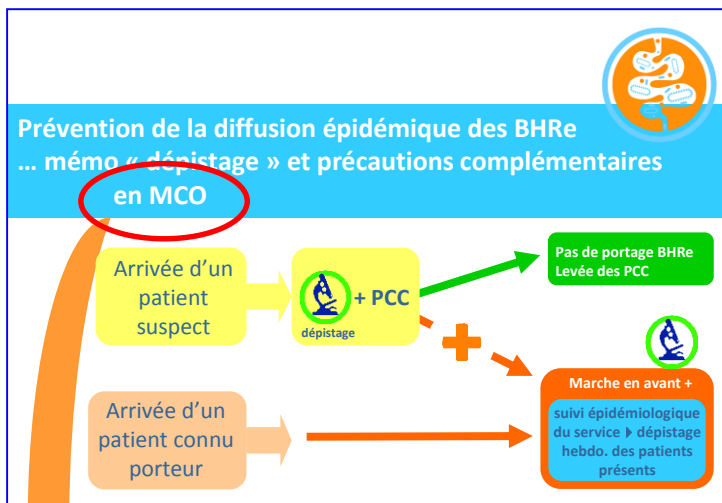 Prévention de la diffusion épidémique des BHRe
… mémo « dépistage » et précautions complémentaires
en MCO
Arrivée d’un
patient
suspect
+ PCC
dépistage
Pas de portage BHRe
Levée des PCC
Arrivée d’un
patient connu
porteur
Marche en avant +
suivi épidémiologique
du service dépistage
hebdo. des patients
présents